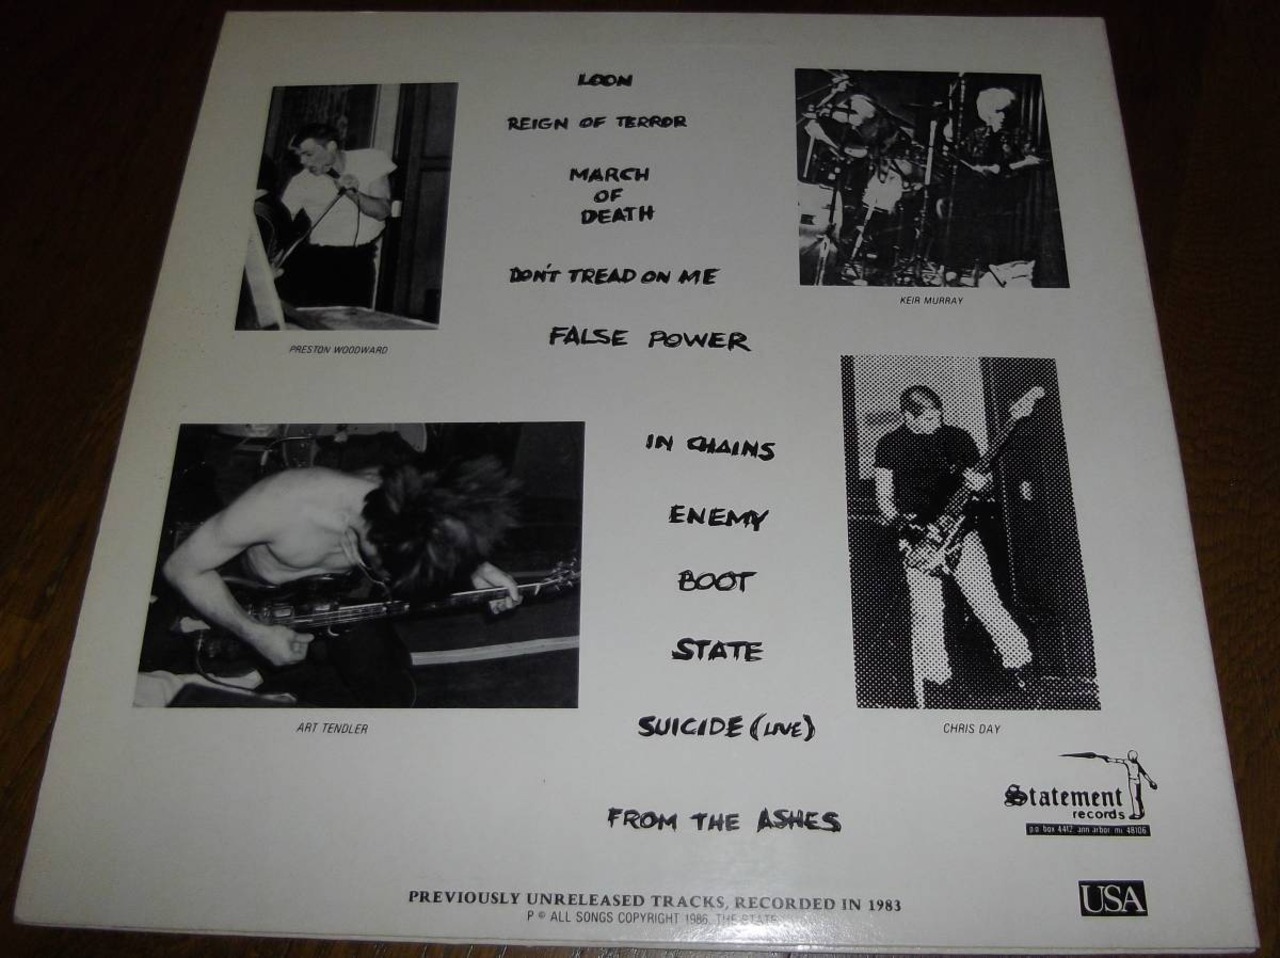 LOON
REIGN OF TERROR
MARCH
OF
DEATH
DON'T TREAD ON ME
FALSE POWER
IN CHAINS
ENEMY
BOOT
STATE
SUICIDE (LIVE)
FROM THE ASHES
PRESTON WOODWARD
KEIR MURRAY
ART TENDLER
CHRIS DAY
Statement
records
p.o. box 4412, ann arbor mi 48106
USA
PREVIOUSLY UNRELEASED TRACKS, RECORDED IN 1983
P © ALL SONGS COPYRIGHT 1986, THE STATE